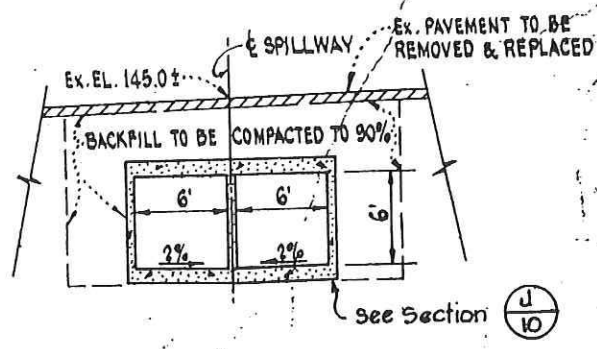 ℄ SPILLWAY
Ex. PAVEMENT TO BE
REMOVED & REPLACED
Ex. EL. 145.0±
BACKFILL TO BE COMPACTED TO 90%
6'
6'
6'
2%
2%
See Section
J
10